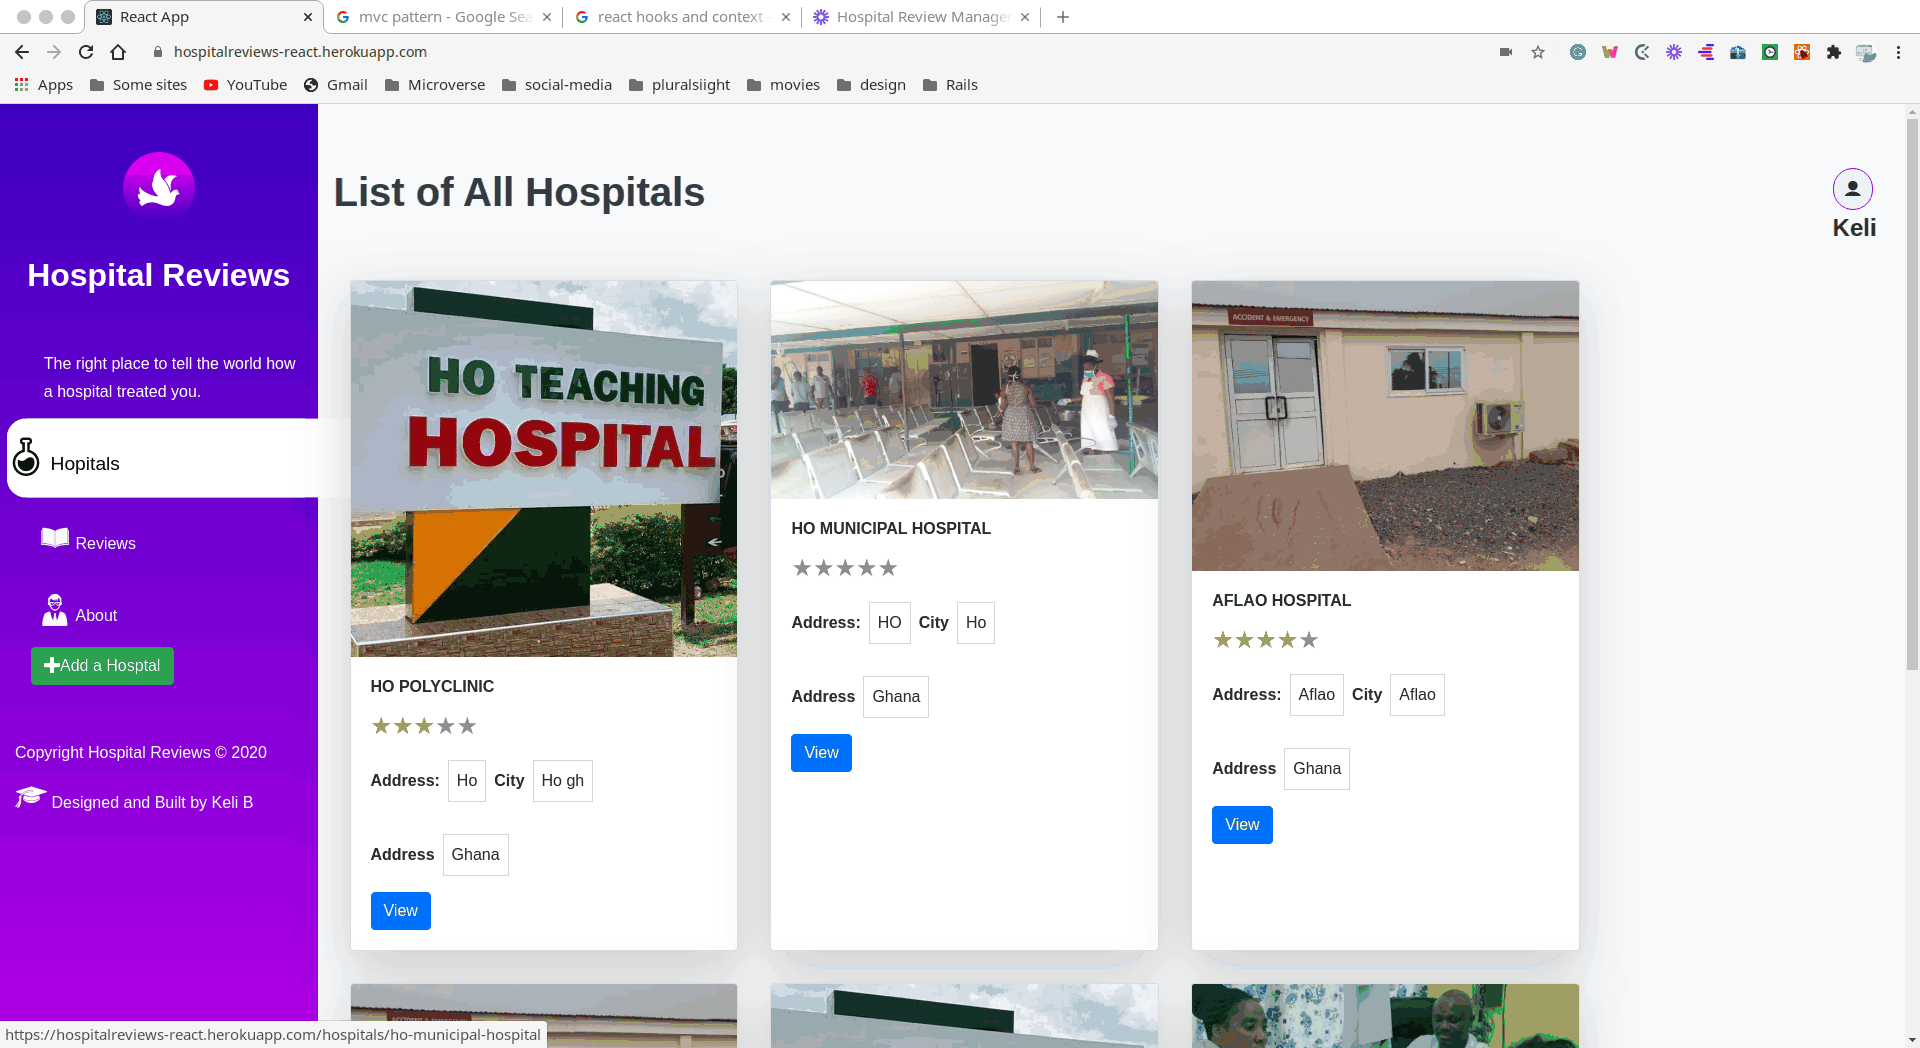 React App
mvc pattern - Google Sea
react hooks and context -
Hospital Review Manager
hospitalreviews-react.herokuapp.com
Apps
Some sites
YouTube
Gmail
Microverse
social-media
pluralsiight
movies
design
Rails
Hospital Reviews
The right place to tell the world how
a hospital treated you.
Hopitals
Reviews
About
Add a Hosptal
Copyright Hospital Reviews © 2020
Designed and Built by Keli B
List of All Hospitals
Keli
HO TEACHING
HOSPITAL
HO POLYCLINIC
Address: Ho City Ho gh
Address Ghana
View
HO MUNICIPAL HOSPITAL
Address: HO City Ho
Address Ghana
View
ACCIDENT & EMERGENCY
AFLAO HOSPITAL
Address: Aflao City Aflao
Address Ghana
View
ACCIDENT & EMERGENCY
https://hospitalreviews-react.herokuapp.com/hospitals/ho-municipal-hospital